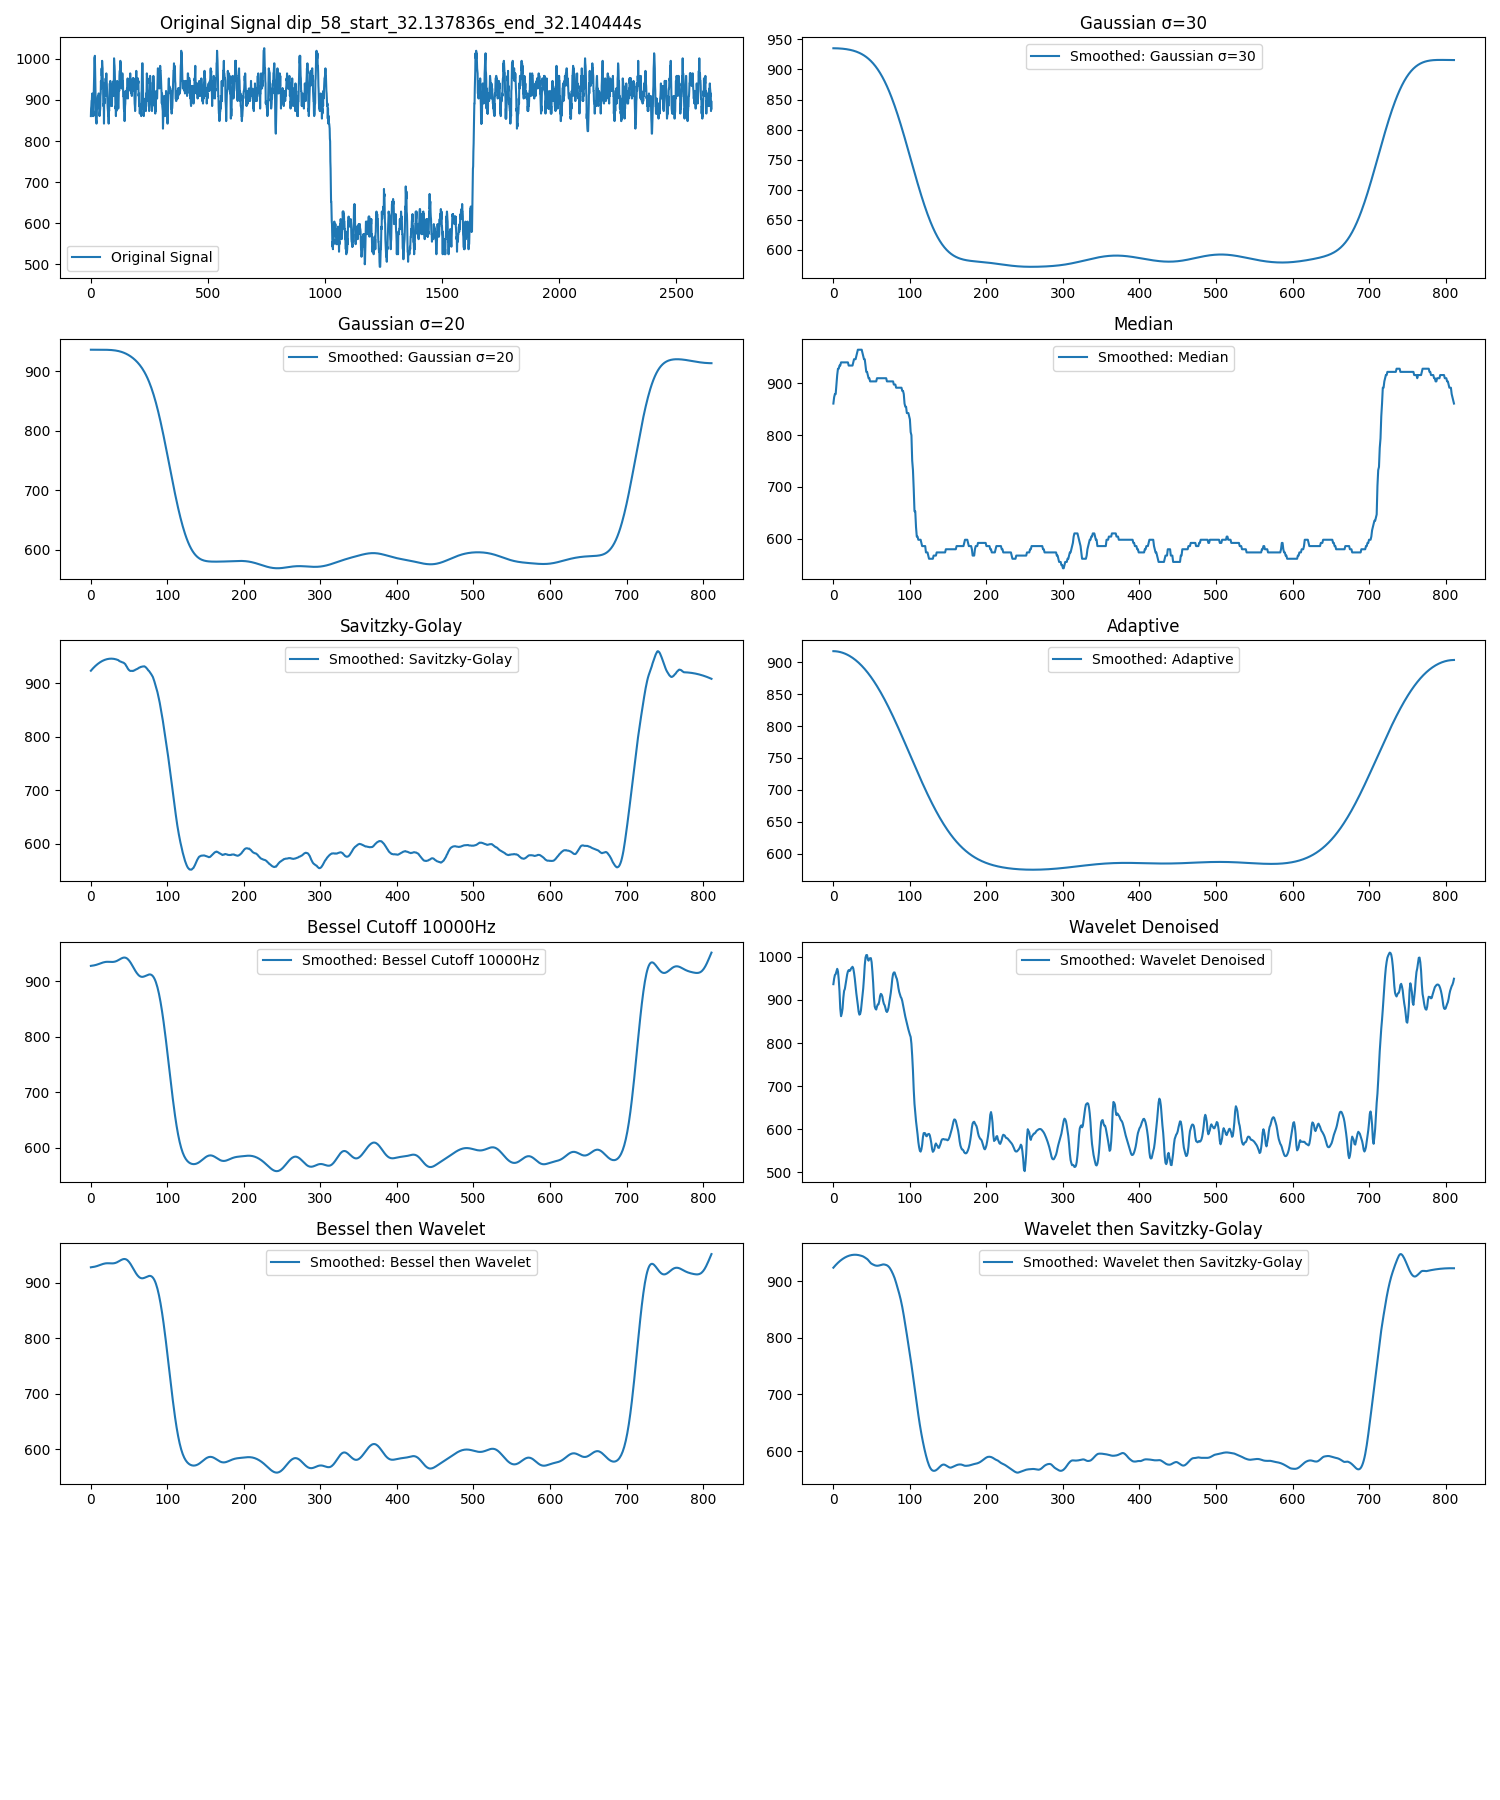 Original Signal dip_58_start_32.137836s_end_32.140444s
1000
900
800
700
600
500
Original Signal
0 500 1000 1500 2000 2500
Gaussian σ=30
950
900
850
800
750
700
650
600
Smoothed: Gaussian σ=30
0 100 200 300 400 500 600 700 800
Gaussian σ=20
900
800
700
600
Smoothed: Gaussian σ=20
0 100 200 300 400 500 600 700 800
Median
900
800
700
600
Smoothed: Median
0 100 200 300 400 500 600 700 800
Savitzky-Golay
900
800
700
600
Smoothed: Savitzky-Golay
0 100 200 300 400 500 600 700 800
Adaptive
900
850
800
750
700
650
600
Smoothed: Adaptive
0 100 200 300 400 500 600 700 800
Bessel Cutoff 10000Hz
900
800
700
600
Smoothed: Bessel Cutoff 10000Hz
0 100 200 300 400 500 600 700 800
Wavelet Denoised
1000
900
800
700
600
500
Smoothed: Wavelet Denoised
0 100 200 300 400 500 600 700 800
Bessel then Wavelet
900
800
700
600
Smoothed: Bessel then Wavelet
0 100 200 300 400 500 600 700 800
Wavelet then Savitzky-Golay
900
800
700
600
Smoothed: Wavelet then Savitzky-Golay
0 100 200 300 400 500 600 700 800